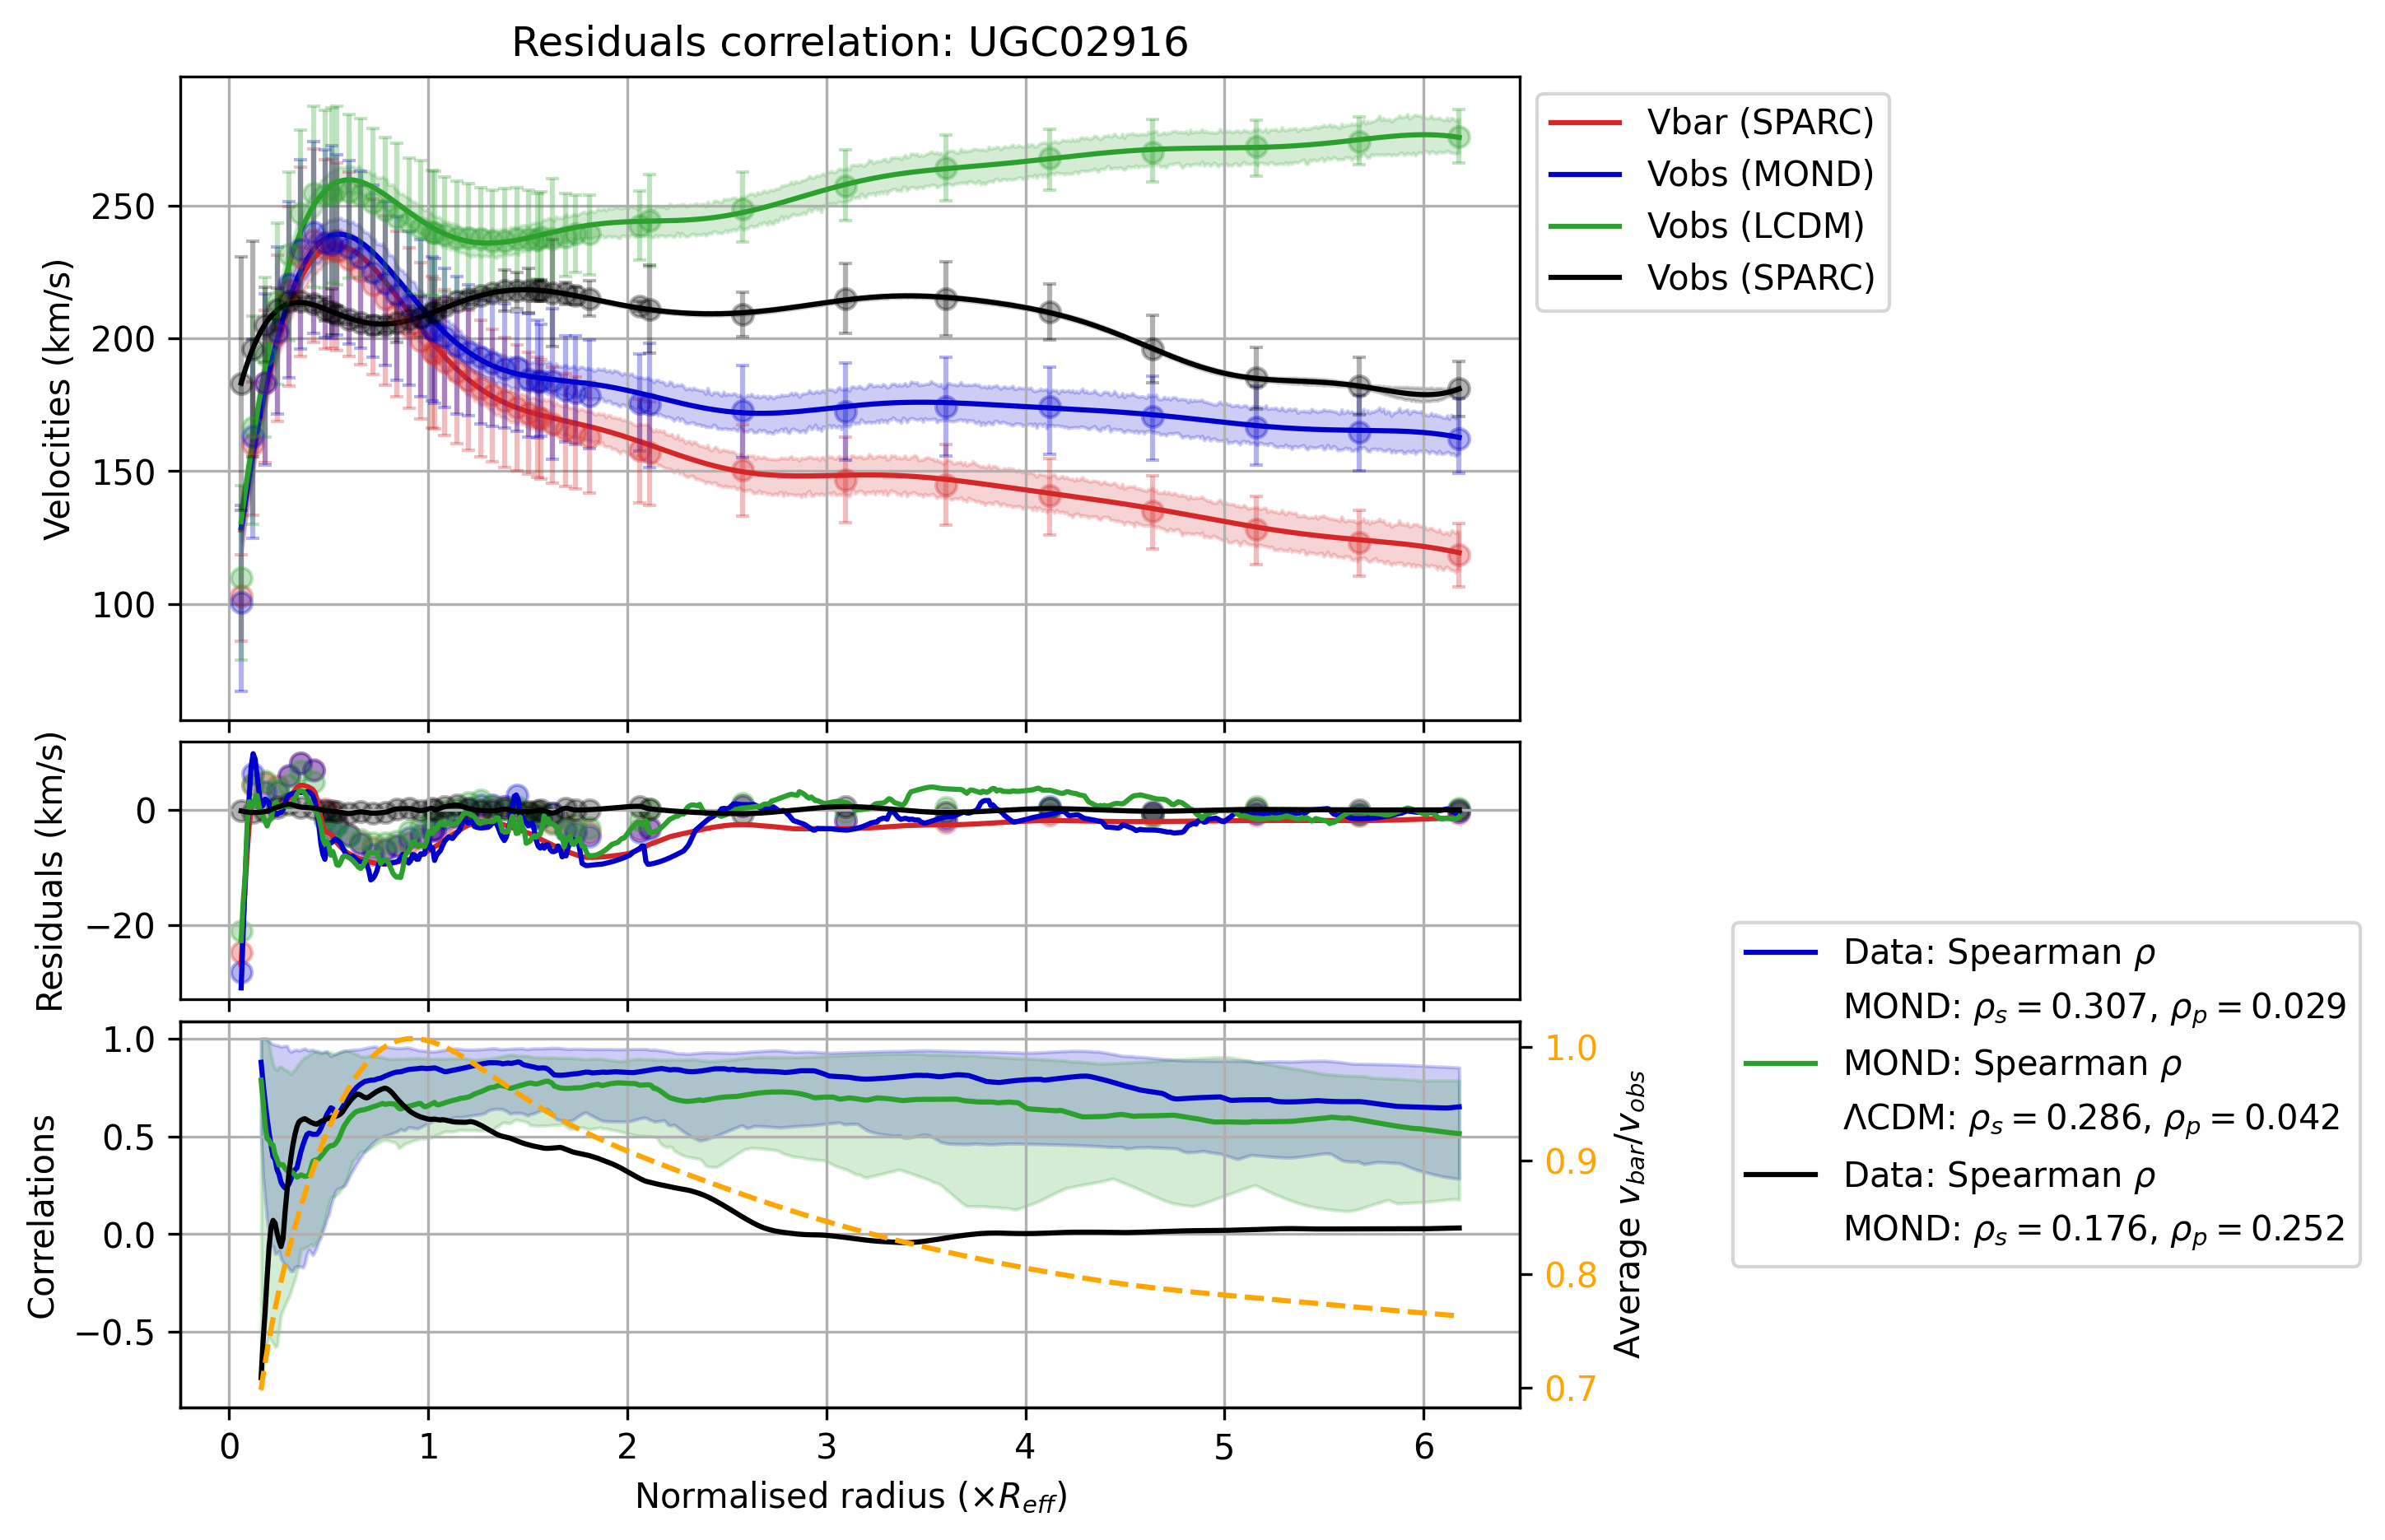 Residuals correlation: UGC02916
Velocities (km/s)
250
200
150
100
Vbar (SPARC)
Vobs (MOND)
Vobs (LCDM)
Vobs (SPARC)
Residuals (km/s)
0
−20
Correlations
1.0
0.5
0.0
−0.5
1.0
0.9
0.8
0.7
Average v_bar/v_obs
Data: Spearman ρ
MOND: ρ_s = 0.307, ρ_p = 0.029
MOND: Spearman ρ
ΛCDM: ρ_s = 0.286, ρ_p = 0.042
Data: Spearman ρ
MOND: ρ_s = 0.176, ρ_p = 0.252
0 1 2 3 4 5 6
Normalised radius (×R_eff)